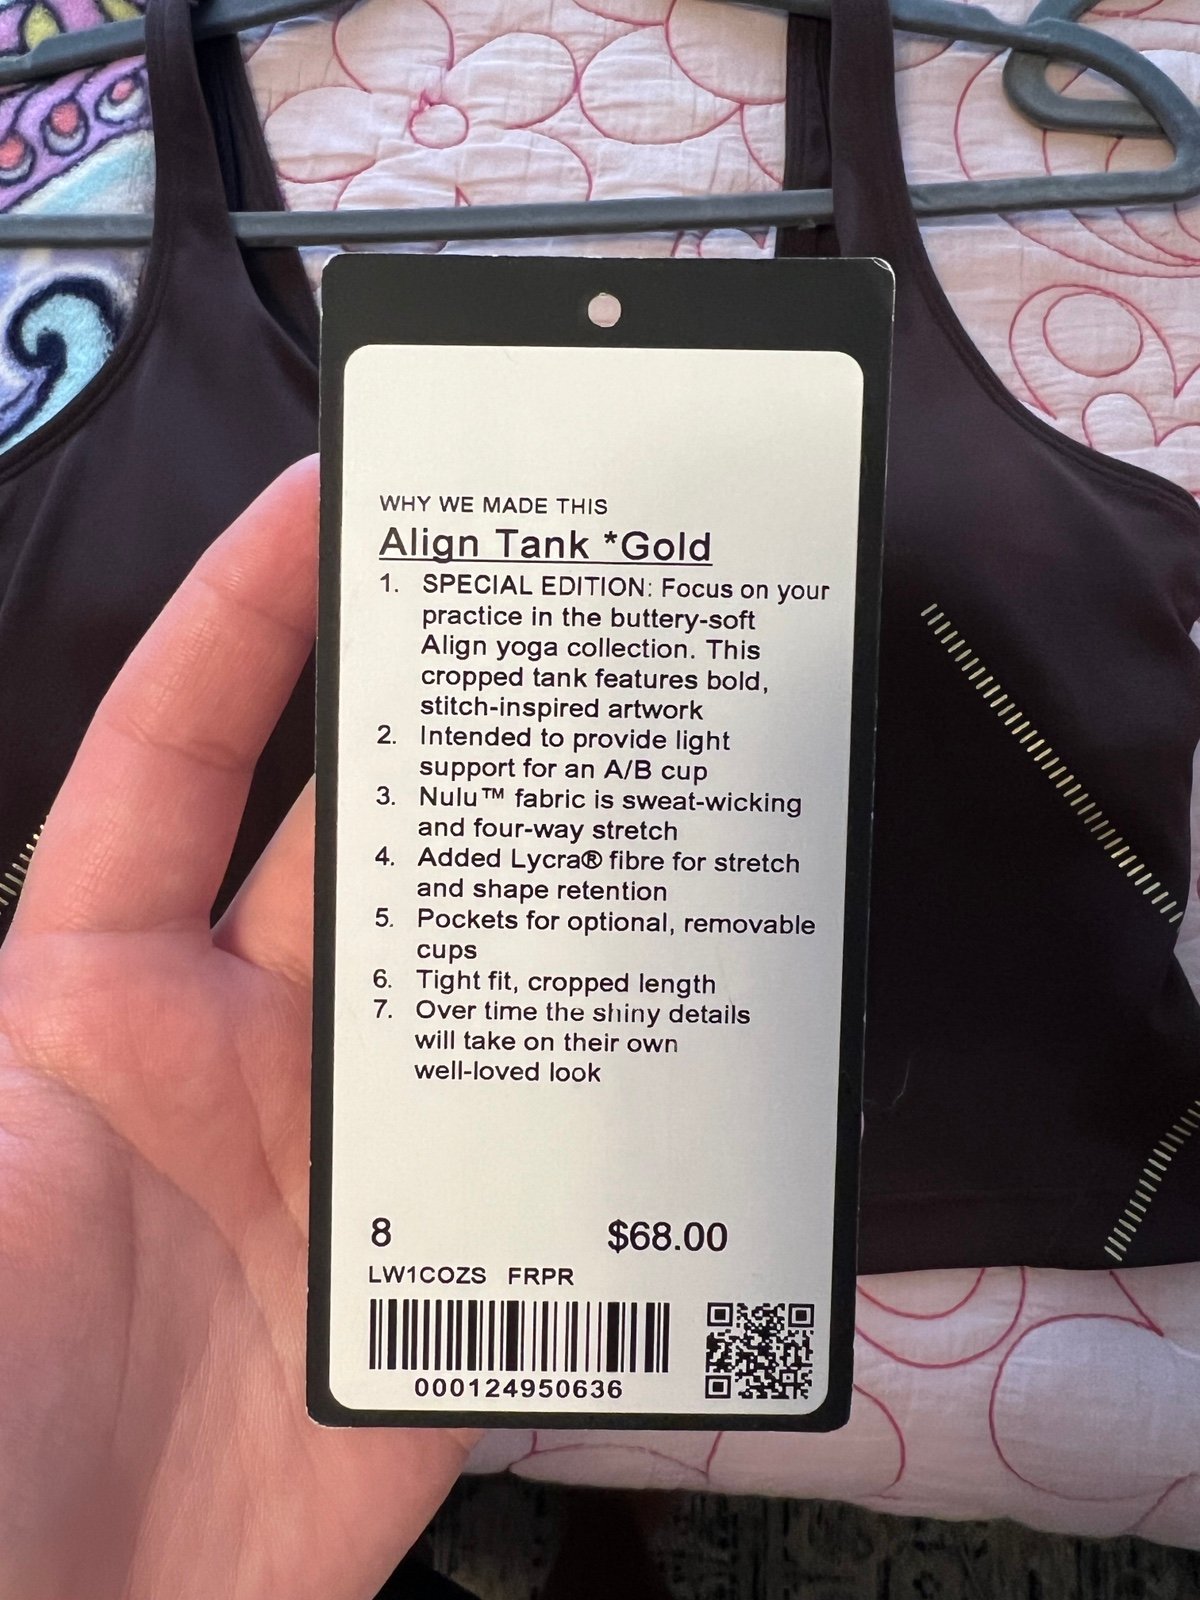 WHY WE MADE THIS
Align Tank *Gold
1. SPECIAL EDITION: Focus on your
practice in the buttery-soft
Align yoga collection. This
cropped tank features bold,
stitch-inspired artwork
2. Intended to provide light
support for an A/B cup
3. Nulu™ fabric is sweat-wicking
and four-way stretch
4. Added Lycra® fibre for stretch
and shape retention
5. Pockets for optional, removable
cups
6. Tight fit, cropped length
7. Over time the shiny details
will take on their own
well-loved look
8 $68.00
LW1COZS FRPR
000124950636